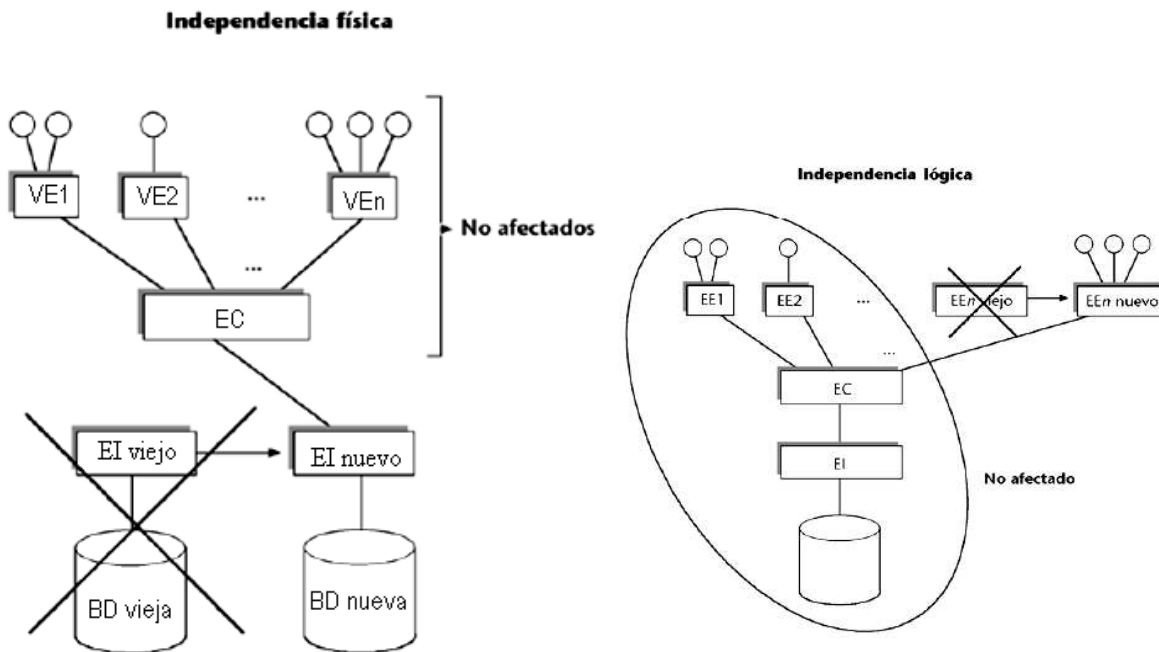 Independencia física
VE1
VE2
...
VEn
No afectados
...
EC
EI viejo
EI nuevo
BD vieja
BD nueva
Independencia lógica
EE1
EE2
...
EEn viejo
EEn nuevo
...
EC
EI
No afectado